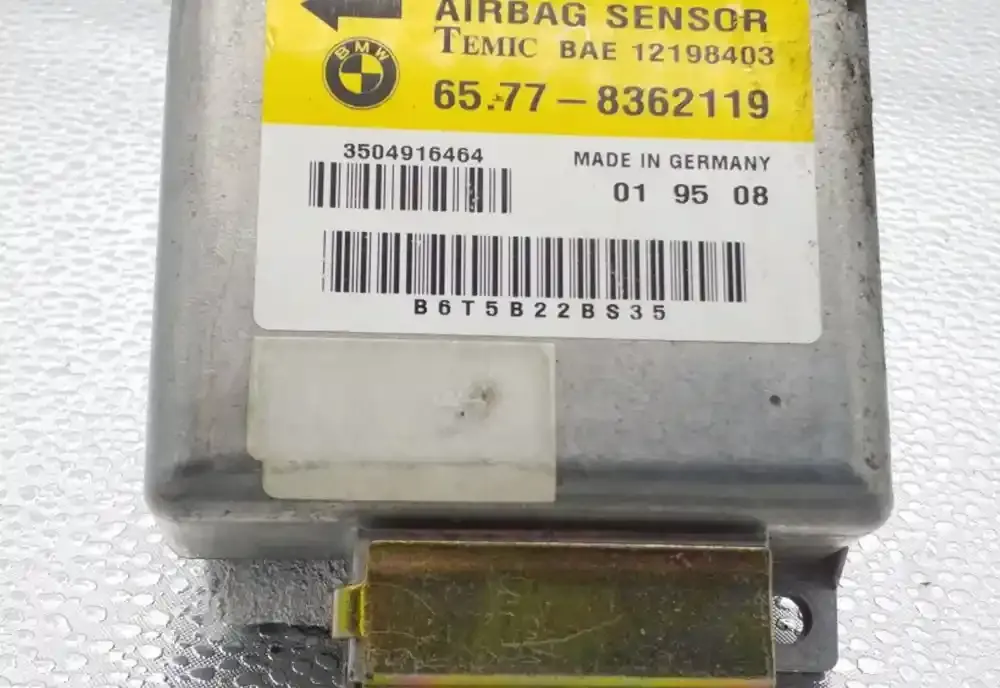 AIRBAG SENSOR
TEMIC BAE 12198403
BMW
65.77-8362119
3504916464
MADE IN GERMANY
01 95 08
B6T5B22BS35